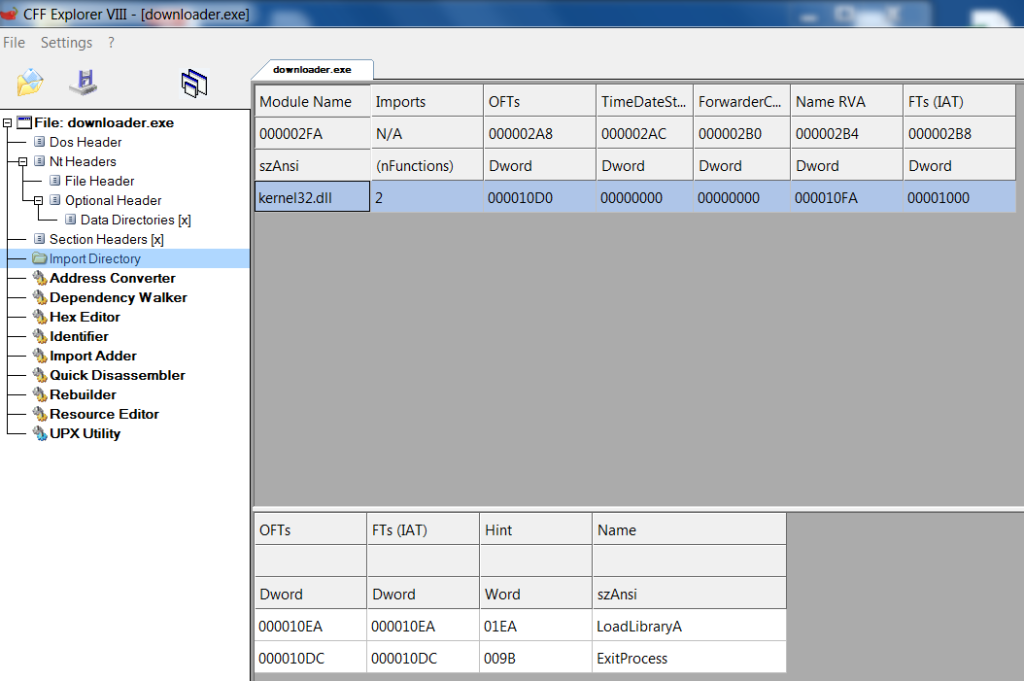 CFF Explorer VIII - [downloader.exe]
File Settings ?
downloader.exe
File: downloader.exe
Dos Header
Nt Headers
File Header
Optional Header
Data Directories [x]
Section Headers [x]
Import Directory
Address Converter
Dependency Walker
Hex Editor
Identifier
Import Adder
Quick Disassembler
Rebuilder
Resource Editor
UPX Utility
Module Name Imports OFTs TimeDateSt... ForwarderC... Name RVA FTs (IAT)
000002FA N/A 000002A8 000002AC 000002B0 000002B4 000002B8
szAnsi (nFunctions) Dword Dword Dword Dword Dword
kernel32.dll 2 000010D0 00000000 00000000 000010FA 00001000
OFTs FTs (IAT) Hint Name
Dword Dword Word szAnsi
000010EA 000010EA 01EA LoadLibraryA
000010DC 000010DC 009B ExitProcess